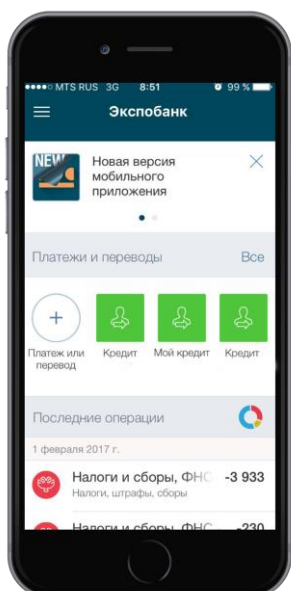 MTS RUS 3G 8:51 99 %
Экспобанк
NEW
Новая версия
мобильного
приложения
Платежи и переводы Все
Платеж или
перевод
Кредит Мой кредит Кредит
Последние операции
1 февраля 2017 г.
Налоги и сборы, ФНС -3 933
Налоги, штрафы, сборы
Налоги и сборы, ФНС -230